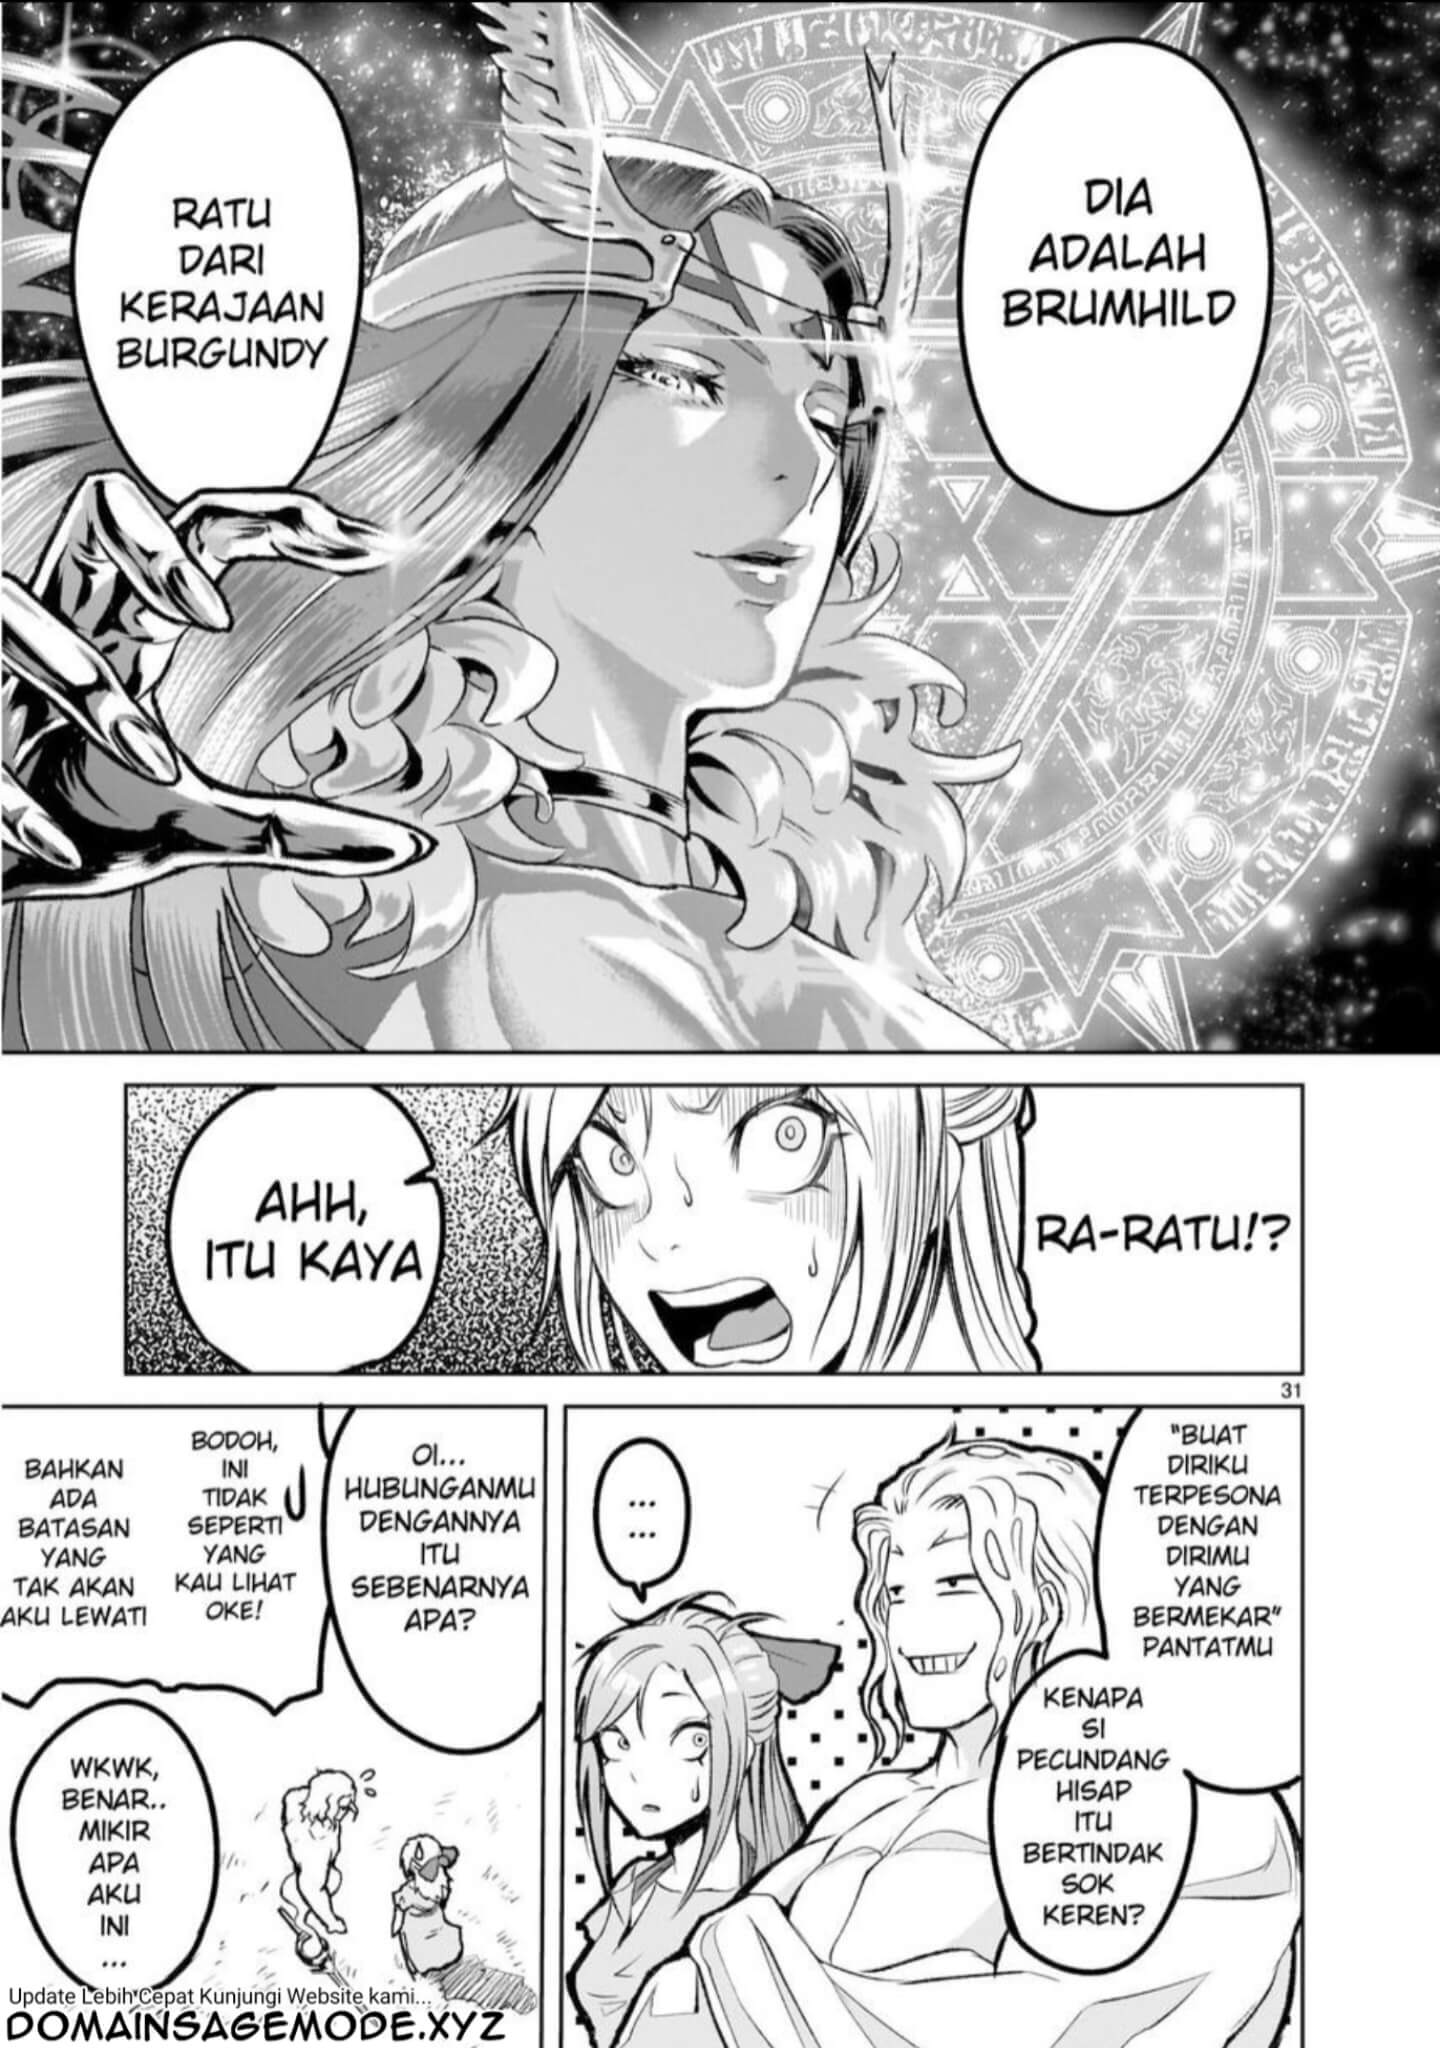 DIA
ADALAH
BRUMHILD
RATU
DARI
KERAJAAN
BURGUNDY
RA-RATU!?
AHH,
ITU KAYA
31
"BUAT
DIRIKU
TERPESONA
DENGAN
DIRIMU
YANG
BERMEKAR"
PANTATMU
KENAPA
SI
PECUNDANG
HISAP
ITU
BERTINDAK
SOK
KEREN?
...
...
OI...
HUBUNGANMU
DENGANNYA
ITU
SEBENARNYA
APA?
BODOH,
INI
TIDAK
SEPERTI
YANG
KAU LIHAT
OKE!
BAHKAN
ADA
BATASAN
YANG
TAK AKAN
AKU LEWATI
WKWK,
BENAR..
MIKIR
APA
AKU
INI
...
Update Lebih Cepat Kunjungi Website kami...
DOMAINSAGEMODE.XYZ